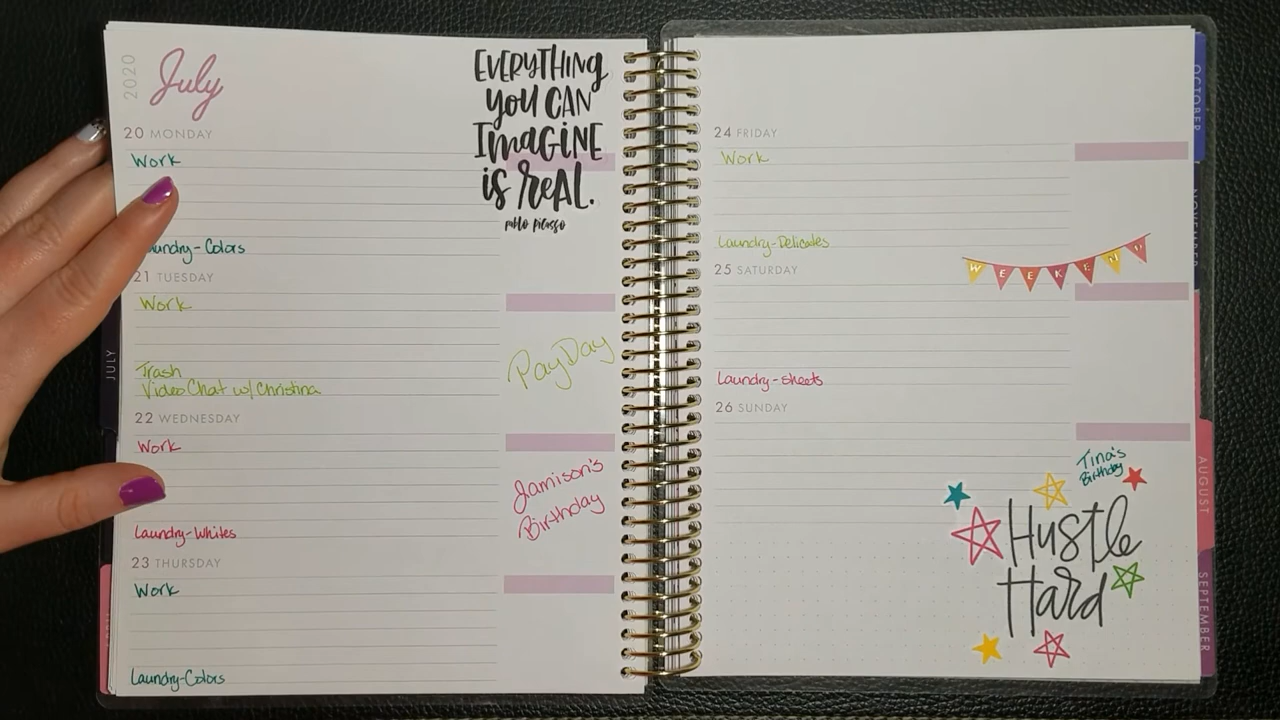 2020
July
EVERYTHING
you CAN
ImaGiNE
is REAL.
pablo picasso
20 MONDAY
Work
aundry-Colors
21 TUESDAY
Work
Trash
Video Chat w/ Christina
PayDay
22 WEDNESDAY
Work
Laundry-Whites
Jamison's
Birthday
23 THURSDAY
Work
Laundry-Colors
24 FRIDAY
Work
Laundry-Delicates
25 SATURDAY
WEEKEND
Laundry-Sheets
26 SUNDAY
Tina's
Birthday
Hustle
Hard
JULY
OCTOBER
NOVEMBER
AUGUST
SEPTEMBER